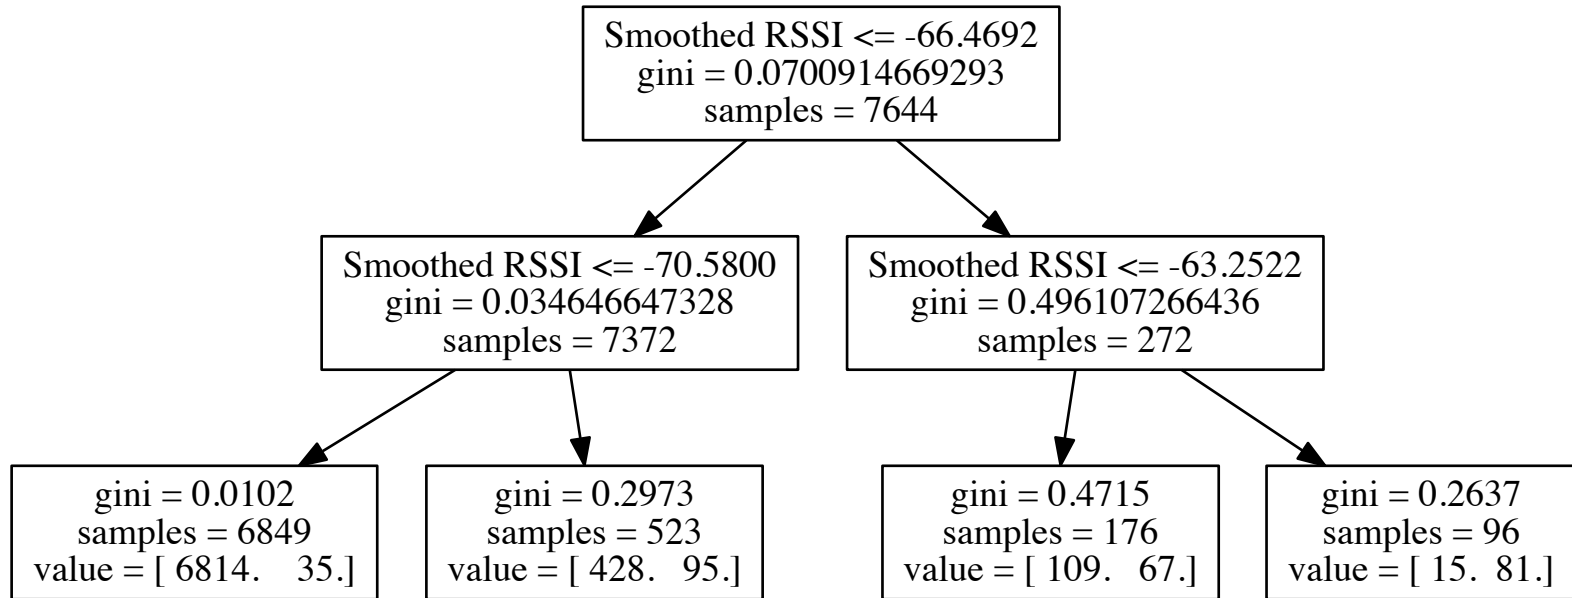 Smoothed RSSI <= -66.4692
gini = 0.0700914669293
samples = 7644
Smoothed RSSI <= -70.5800
gini = 0.034646647328
samples = 7372
Smoothed RSSI <= -63.2522
gini = 0.496107266436
samples = 272
gini = 0.0102
samples = 6849
value = [ 6814. 35.]
gini = 0.2973
samples = 523
value = [ 428. 95.]
gini = 0.4715
samples = 176
value = [ 109. 67.]
gini = 0.2637
samples = 96
value = [ 15. 81.]